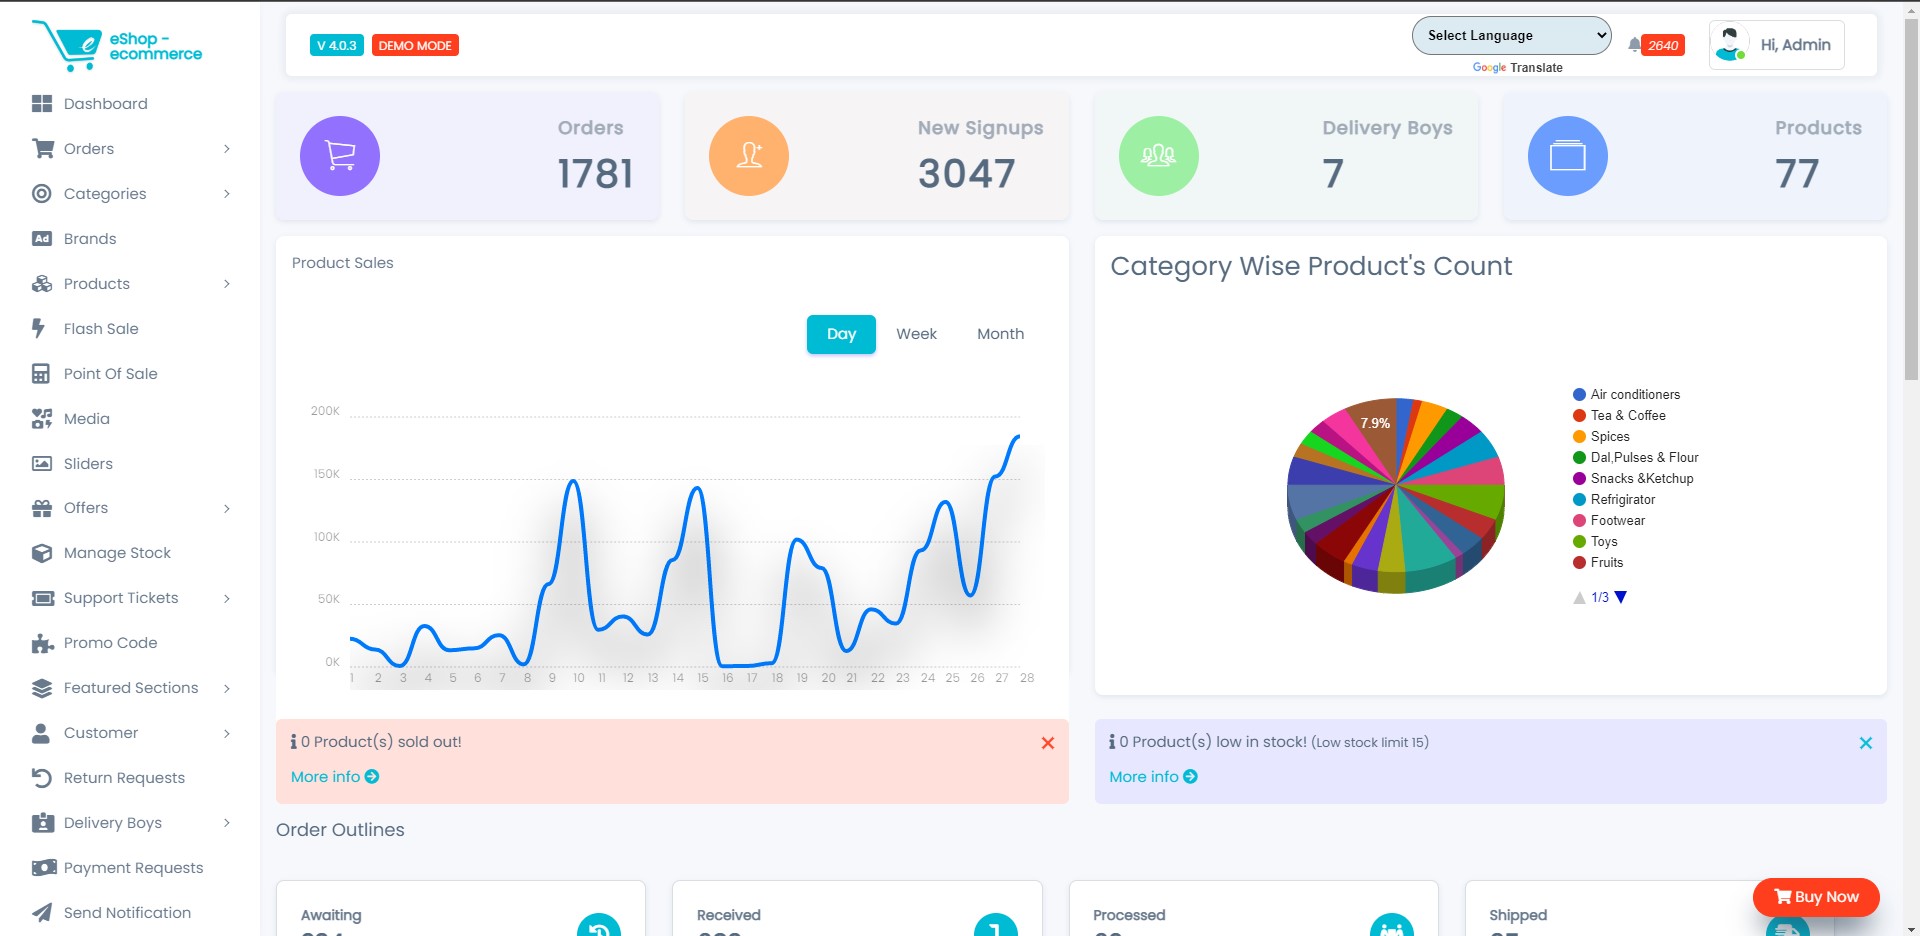 eShop -
ecommerce
Dashboard
Orders
Categories
Ad Brands
Products
Flash Sale
Point Of Sale
Media
Sliders
Offers
Manage Stock
Support Tickets
Promo Code
Featured Sections
Customer
Return Requests
Delivery Boys
Payment Requests
Send Notification
V 4.0.3 DEMO MODE
Select Language
Google Translate
2640
Hi, Admin
Orders
1781
New Signups
3047
Delivery Boys
7
Products
77
Product Sales
Day Week Month
200K
150K
100K
50K
0K
1 2 3 4 5 6 7 8 9 10 11 12 13 14 15 16 17 18 19 20 21 22 23 24 25 26 27 28
Category Wise Product's Count
7.9%
Air conditioners
Tea & Coffee
Spices
Dal,Pulses & Flour
Snacks &Ketchup
Refrigirator
Footwear
Toys
Fruits
1/3
0 Product(s) sold out!
More info
0 Product(s) low in stock! (Low stock limit 15)
More info
Order Outlines
Awaiting
Received
Processed
Shipped
Buy Now